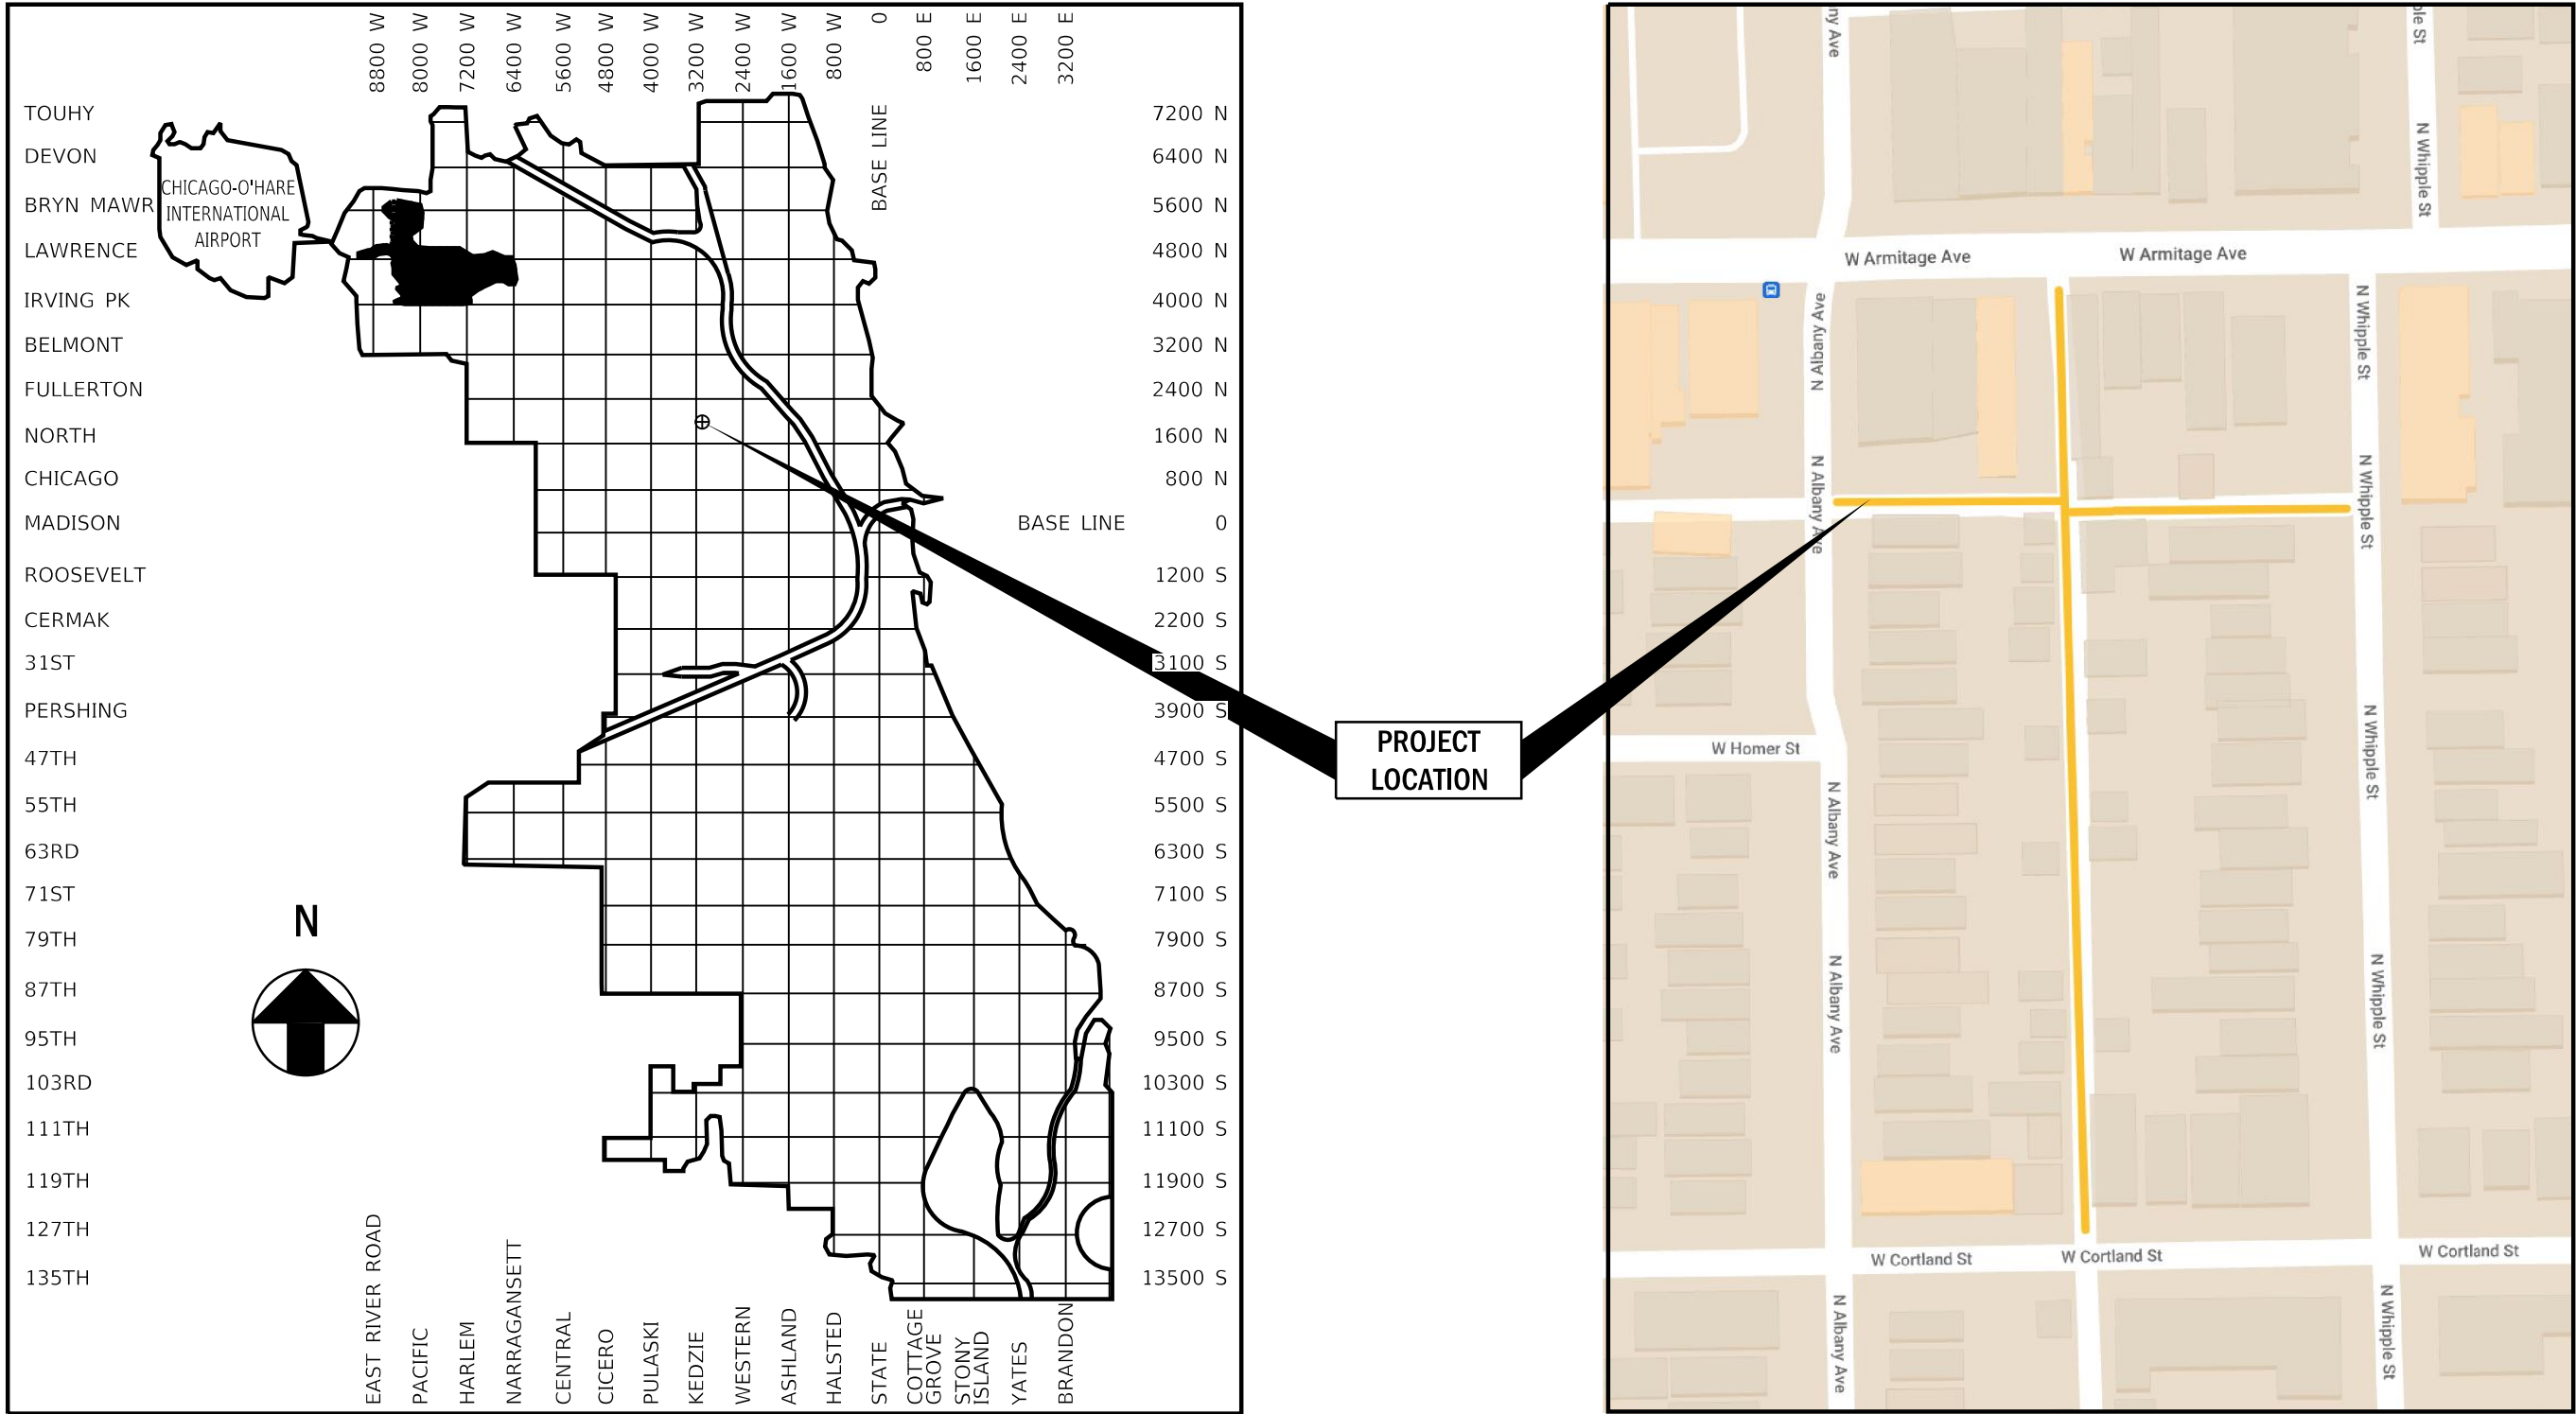 8800 W
8000 W
7200 W
6400 W
5600 W
4800 W
4000 W
3200 W
2400 W
1600 W
800 W
0
800 E
1600 E
2400 E
3200 E
BASE LINE
TOUHY
DEVON
BRYN MAWR
LAWRENCE
IRVING PK
BELMONT
FULLERTON
NORTH
CHICAGO
MADISON
ROOSEVELT
CERMAK
31ST
PERSHING
47TH
55TH
63RD
71ST
79TH
87TH
95TH
103RD
111TH
119TH
127TH
135TH
CHICAGO-O'HARE
INTERNATIONAL
AIRPORT
N
7200 N
6400 N
5600 N
4800 N
4000 N
3200 N
2400 N
1600 N
800 N
BASE LINE
0
1200 S
2200 S
3100 S
3900 S
4700 S
5500 S
6300 S
7100 S
7900 S
8700 S
9500 S
10300 S
11100 S
11900 S
12700 S
13500 S
EAST RIVER ROAD
PACIFIC
HARLEM
NARRAGANSETT
CENTRAL
CICERO
PULASKI
KEDZIE
WESTERN
ASHLAND
HALSTED
STATE
COTTAGE
GROVE
STONY
ISLAND
YATES
BRANDON
PROJECT
LOCATION
ny Ave
ple St
N Whipple St
W Armitage Ave
W Armitage Ave
N Albany Ave
N Whipple St
N Albany Ave
N Whipple St
W Homer St
N Whipple St
N Albany Ave
N Albany Ave
N Whipple St
W Cortland St
W Cortland St
W Cortland St
N Albany Ave
N Whipple St